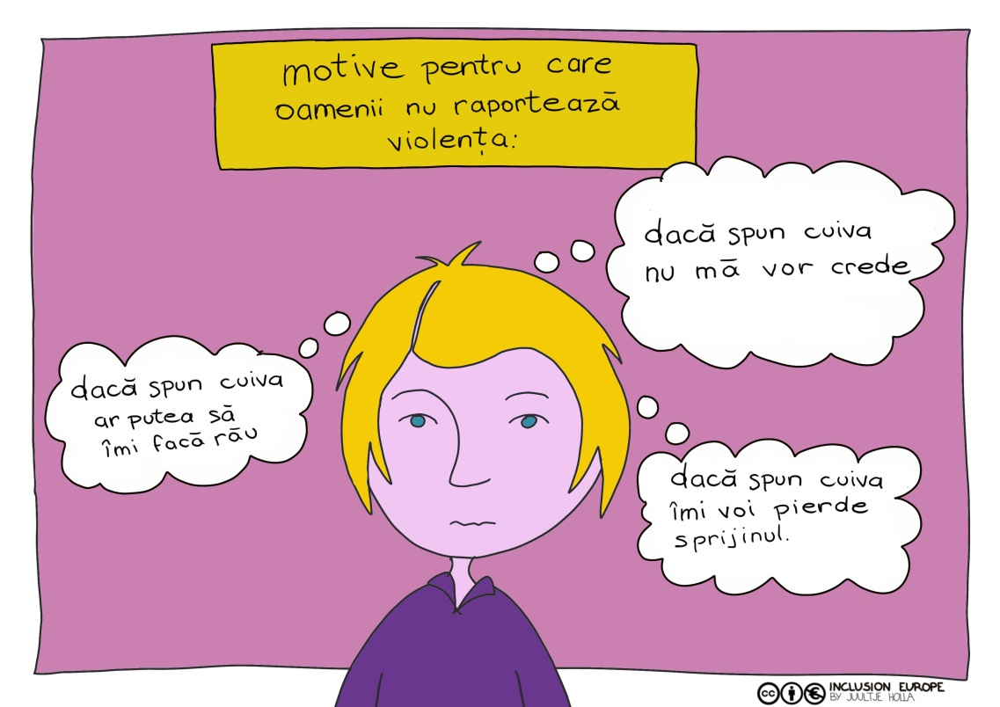 motive pentru care
oamenii nu raportează
violența:
dacă spun cuiva
nu mă vor crede
dacă spun cuiva
ar putea să
îmi facă rău
dacă spun cuiva
îmi voi pierde
sprijinul.
cc
INCLUSION EUROPE
BY JUULTJE HOLLA